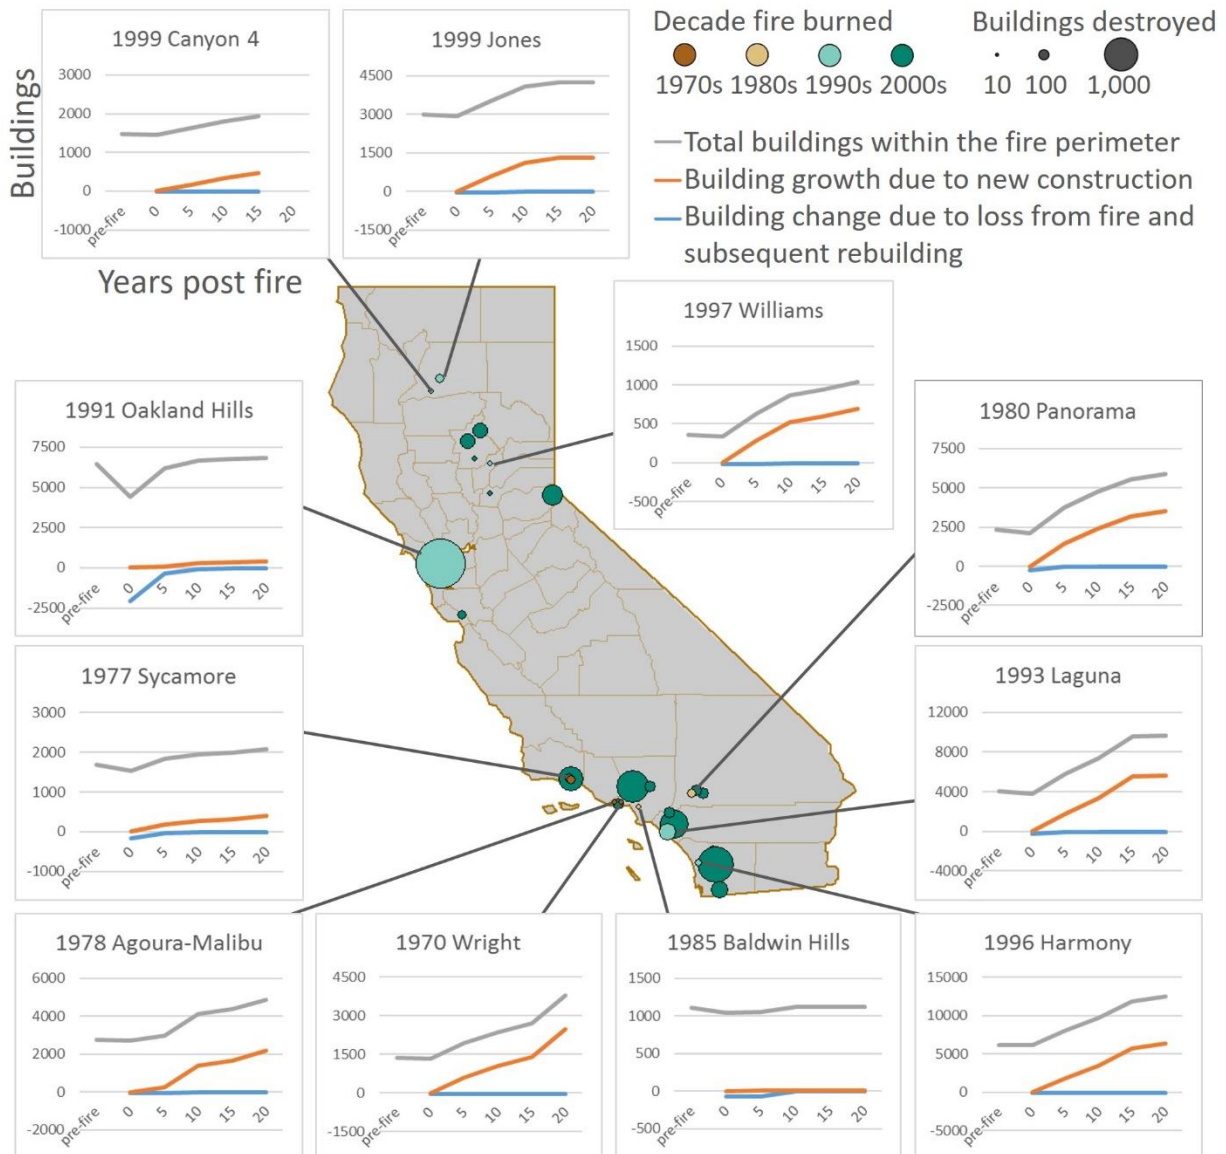 1999 Canyon 4
3000
2000
1000
0
-1000
pre-fire 0 5 10 15 20
Buildings
Years post fire
1999 Jones
4500
3000
1500
0
-1500
pre-fire 0 5 10 15 20
Decade fire burned
1970s 1980s 1990s 2000s
Buildings destroyed
10 100 1,000
Total buildings within the fire perimeter
Building growth due to new construction
Building change due to loss from fire and
subsequent rebuilding
1997 Williams
1500
1000
500
0
-500
pre-fire 0 5 10 15 20
1991 Oakland Hills
7500
5000
2500
0
-2500
pre-fire 0 5 10 15 20
1980 Panorama
7500
5000
2500
0
-2500
pre-fire 0 5 10 15 20
1977 Sycamore
3000
2000
1000
0
-1000
pre-fire 0 5 10 15 20
1993 Laguna
12000
8000
4000
0
-4000
pre-fire 0 5 10 15 20
1978 Agoura-Malibu
6000
4000
2000
0
-2000
pre-fire 0 5 10 15 20
1970 Wright
4500
3000
1500
0
-1500
pre-fire 0 5 10 15 20
1985 Baldwin Hills
1500
1000
500
0
-500
pre-fire 0 5 10 15 20
1996 Harmony
15000
10000
5000
0
-5000
pre-fire 0 5 10 15 20